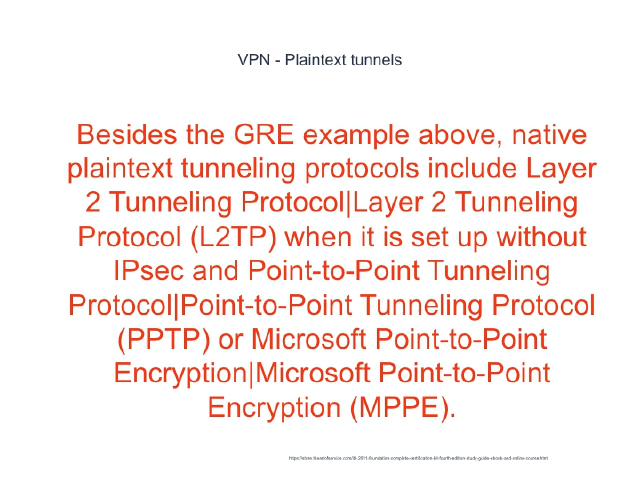 VPN - Plaintext tunnels
Besides the GRE example above, native
plaintext tunneling protocols include Layer
2 Tunneling Protocol|Layer 2 Tunneling
Protocol (L2TP) when it is set up without
IPsec and Point-to-Point Tunneling
Protocol|Point-to-Point Tunneling Protocol
(PPTP) or Microsoft Point-to-Point
Encryption|Microsoft Point-to-Point
Encryption (MPPE).